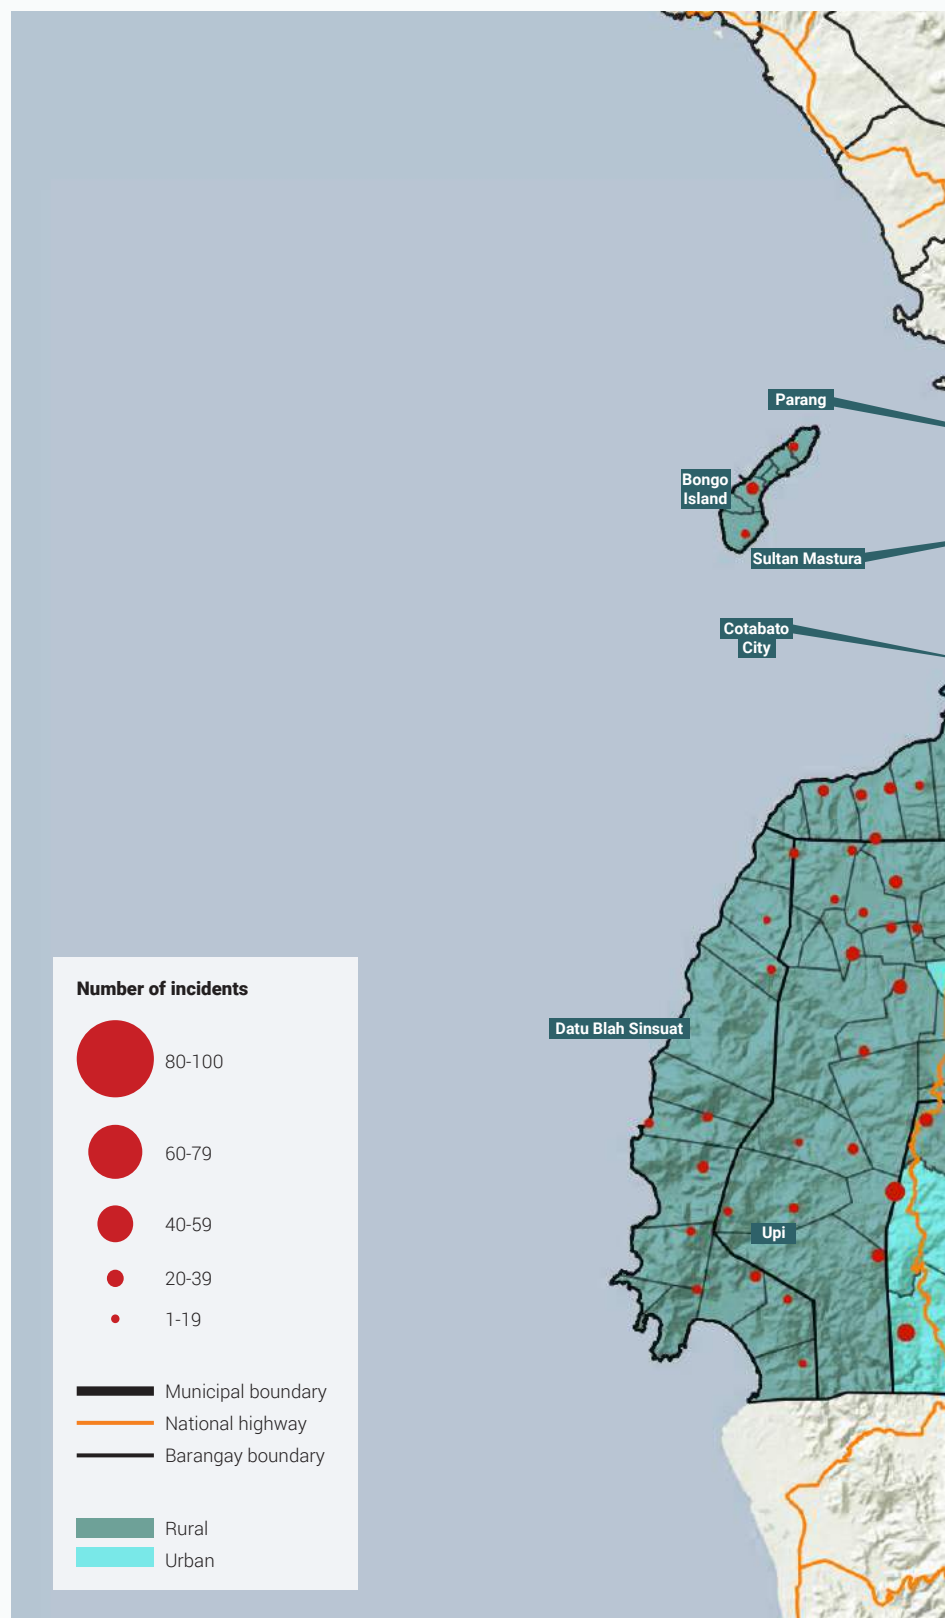 Parang
Bongo
Island
Sultan Mastura
Cotabato
City
Number of incidents
80-100
Datu Blah Sinsuat
60-79
40-59
Upi
20-39
1-19
Municipal boundary
National highway
Barangay boundary
Rural
Urban